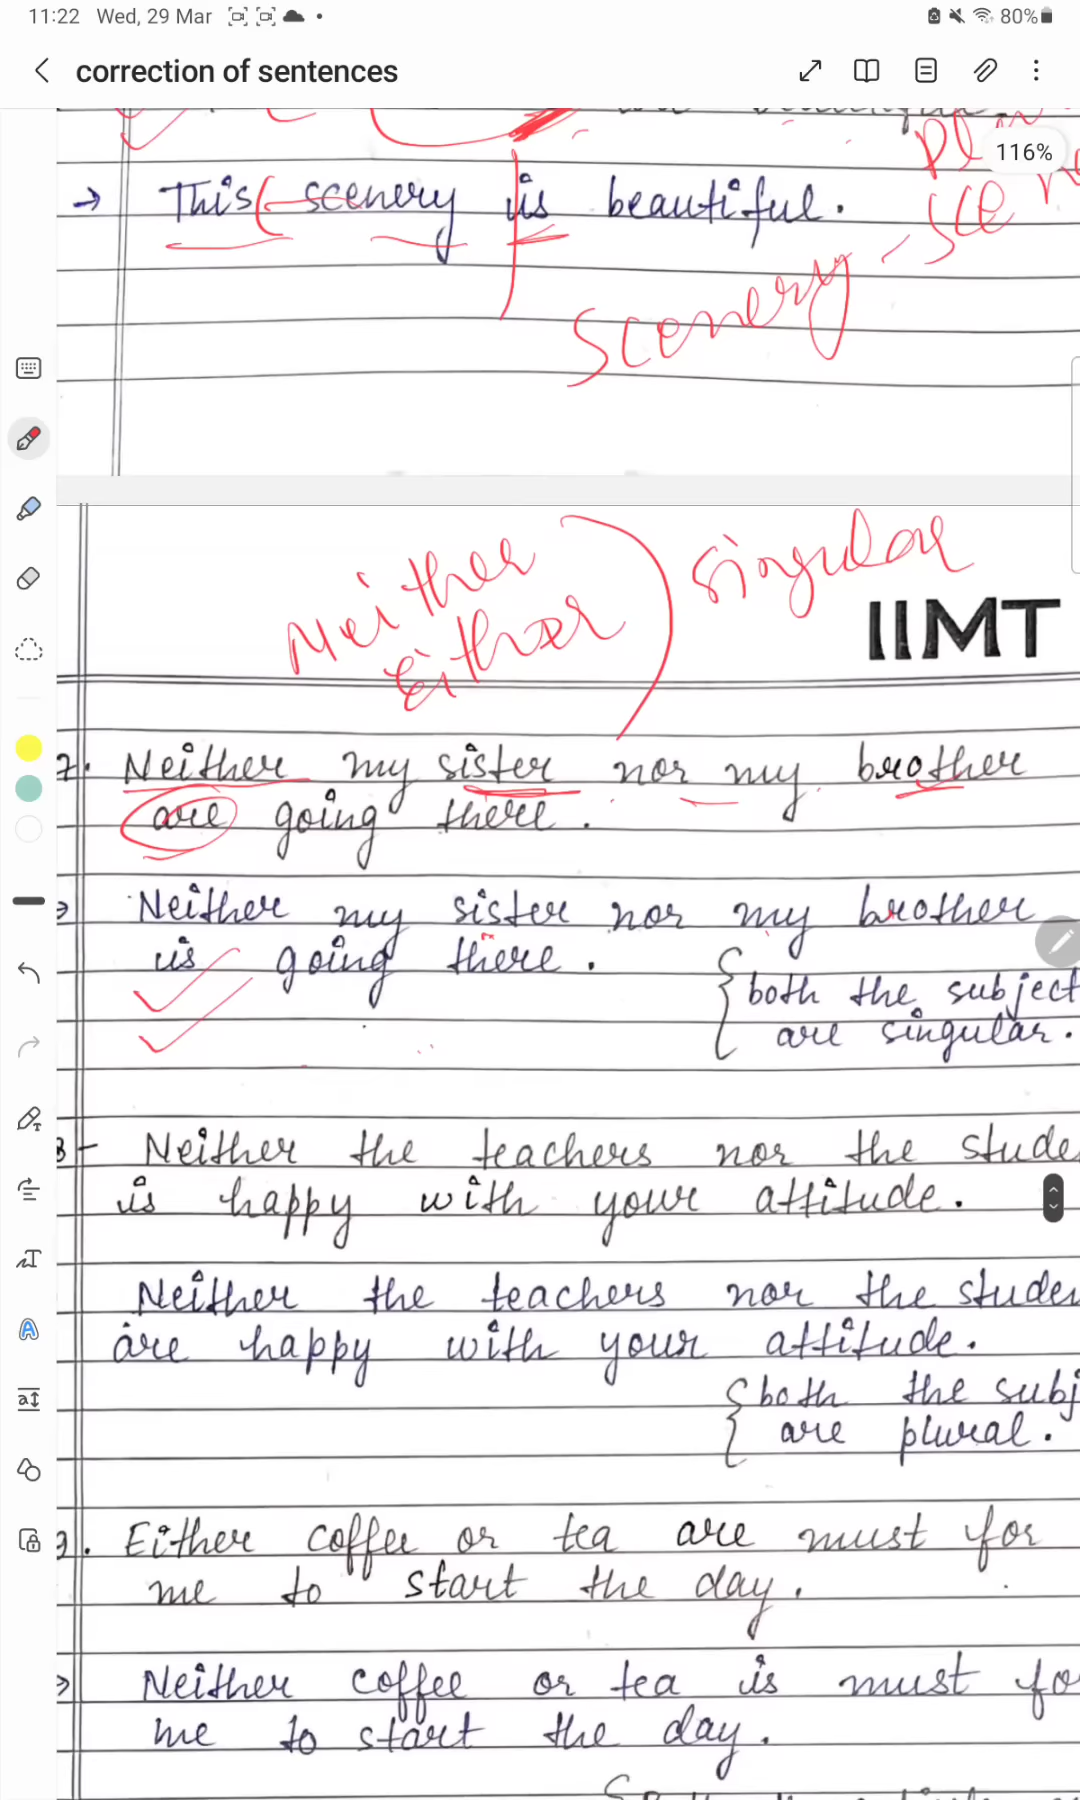 11:22 Wed, 29 Mar
80%
correction of sentences
116%
→ This scenery is beautiful.
scenery - sce
Neither
Either
singular
IIMT
7. Neither my sister nor my brother
are going there.
Neither my sister nor my brother
is going there.
{ both the subject
are singular.
8- Neither the teachers nor the stude
is happy with your attitude.
Neither the teachers nor the studen
are happy with your attitude.
{ both the subj
are plural.
9. Either coffee or tea are must for
me to start the day.
Neither coffee or tea is must fo
me to start the day.